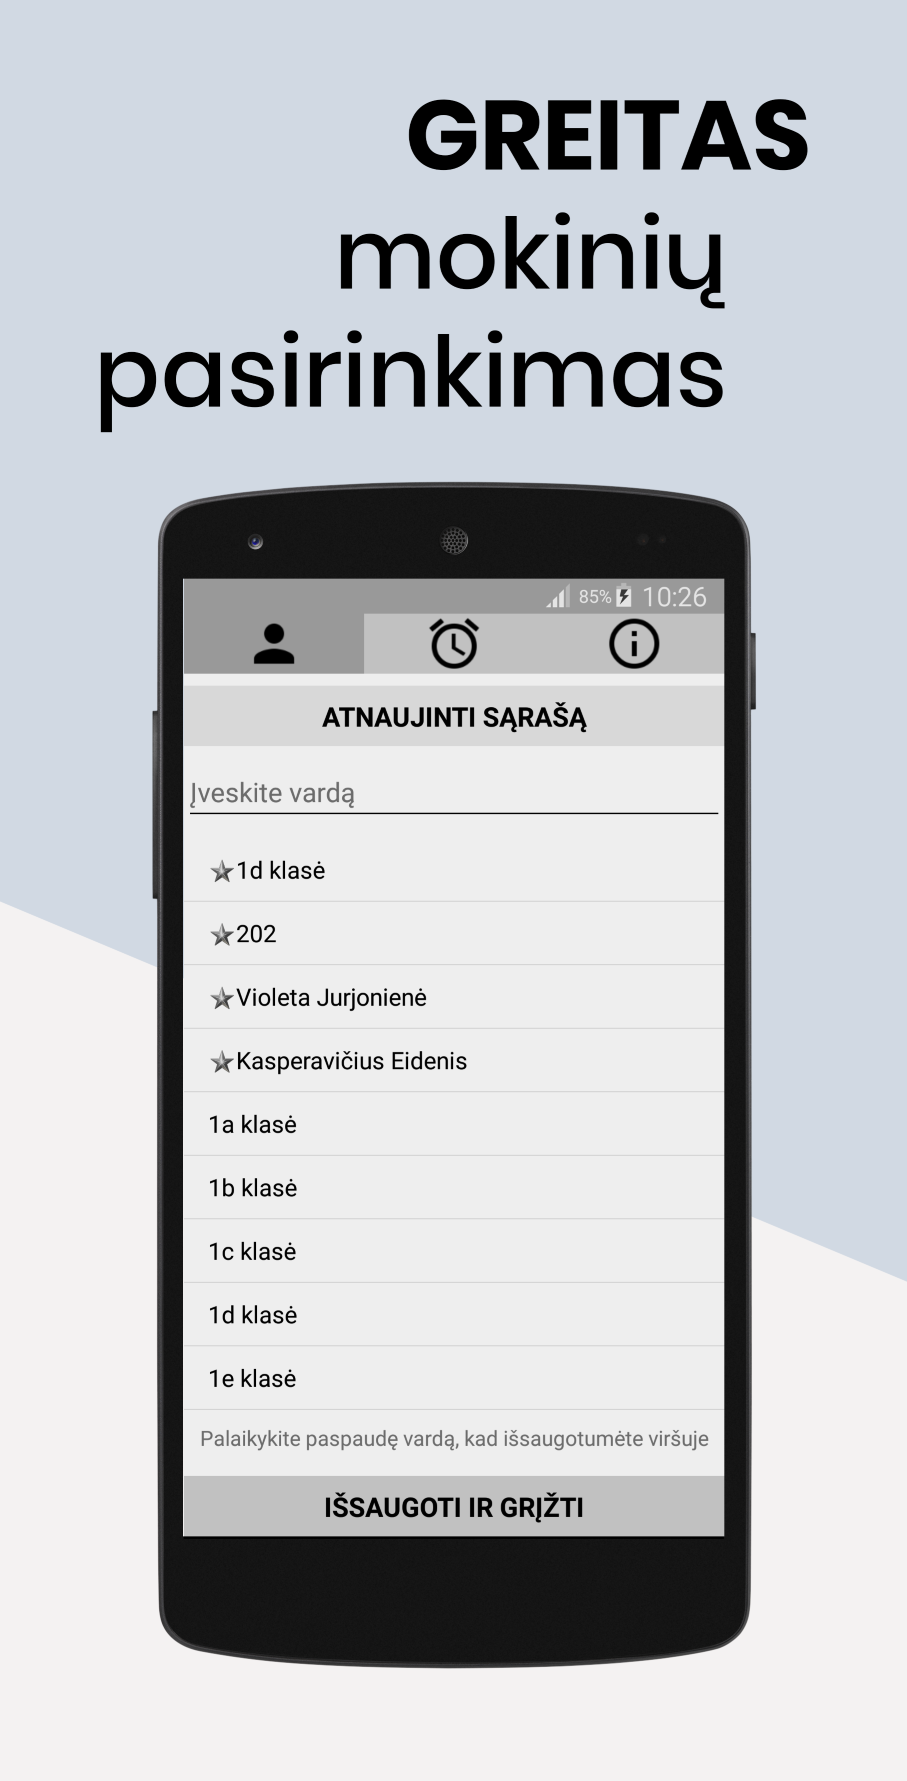 GREITAS
mokinių
pasirinkimas
85% 10:26
ATNAUJINTI SĄRAŠĄ
Įveskite vardą
1d klasė
202
Violeta Jurjonienė
Kasperavičius Eidenis
1a klasė
1b klasė
1c klasė
1d klasė
1e klasė
Palaikykite paspaudę vardą, kad išsaugotumėte viršuje
IŠSAUGOTI IR GRĮŽTI